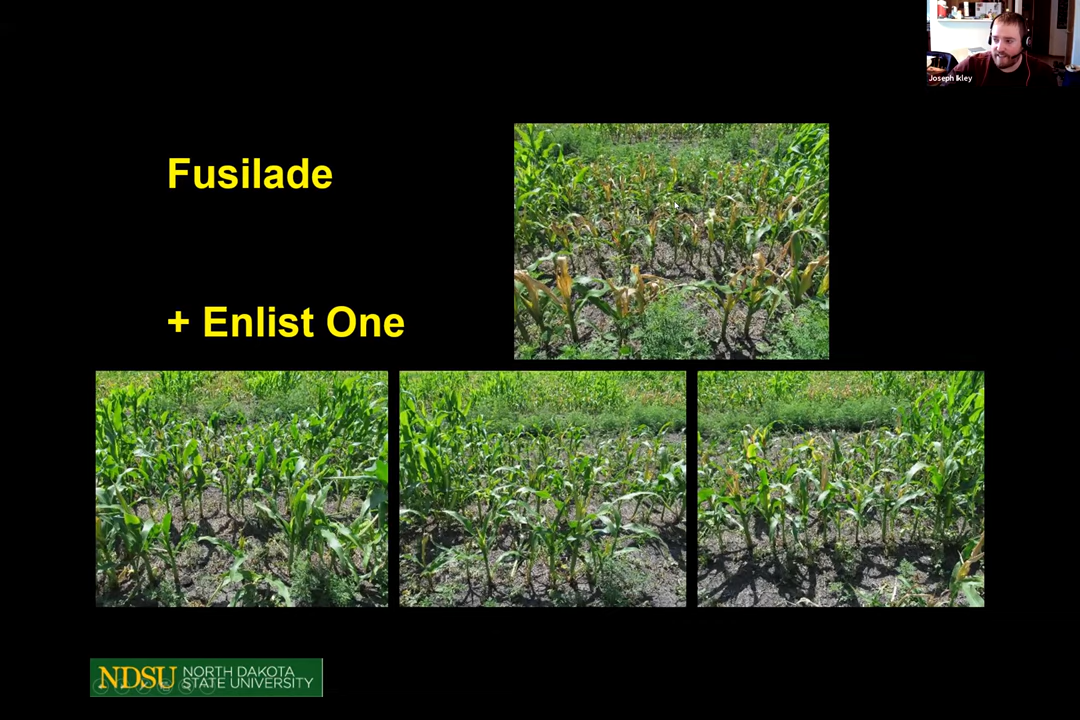 Joseph Ikley
Fusilade
+ Enlist One
NDSU NORTH DAKOTA
STATE UNIVERSITY